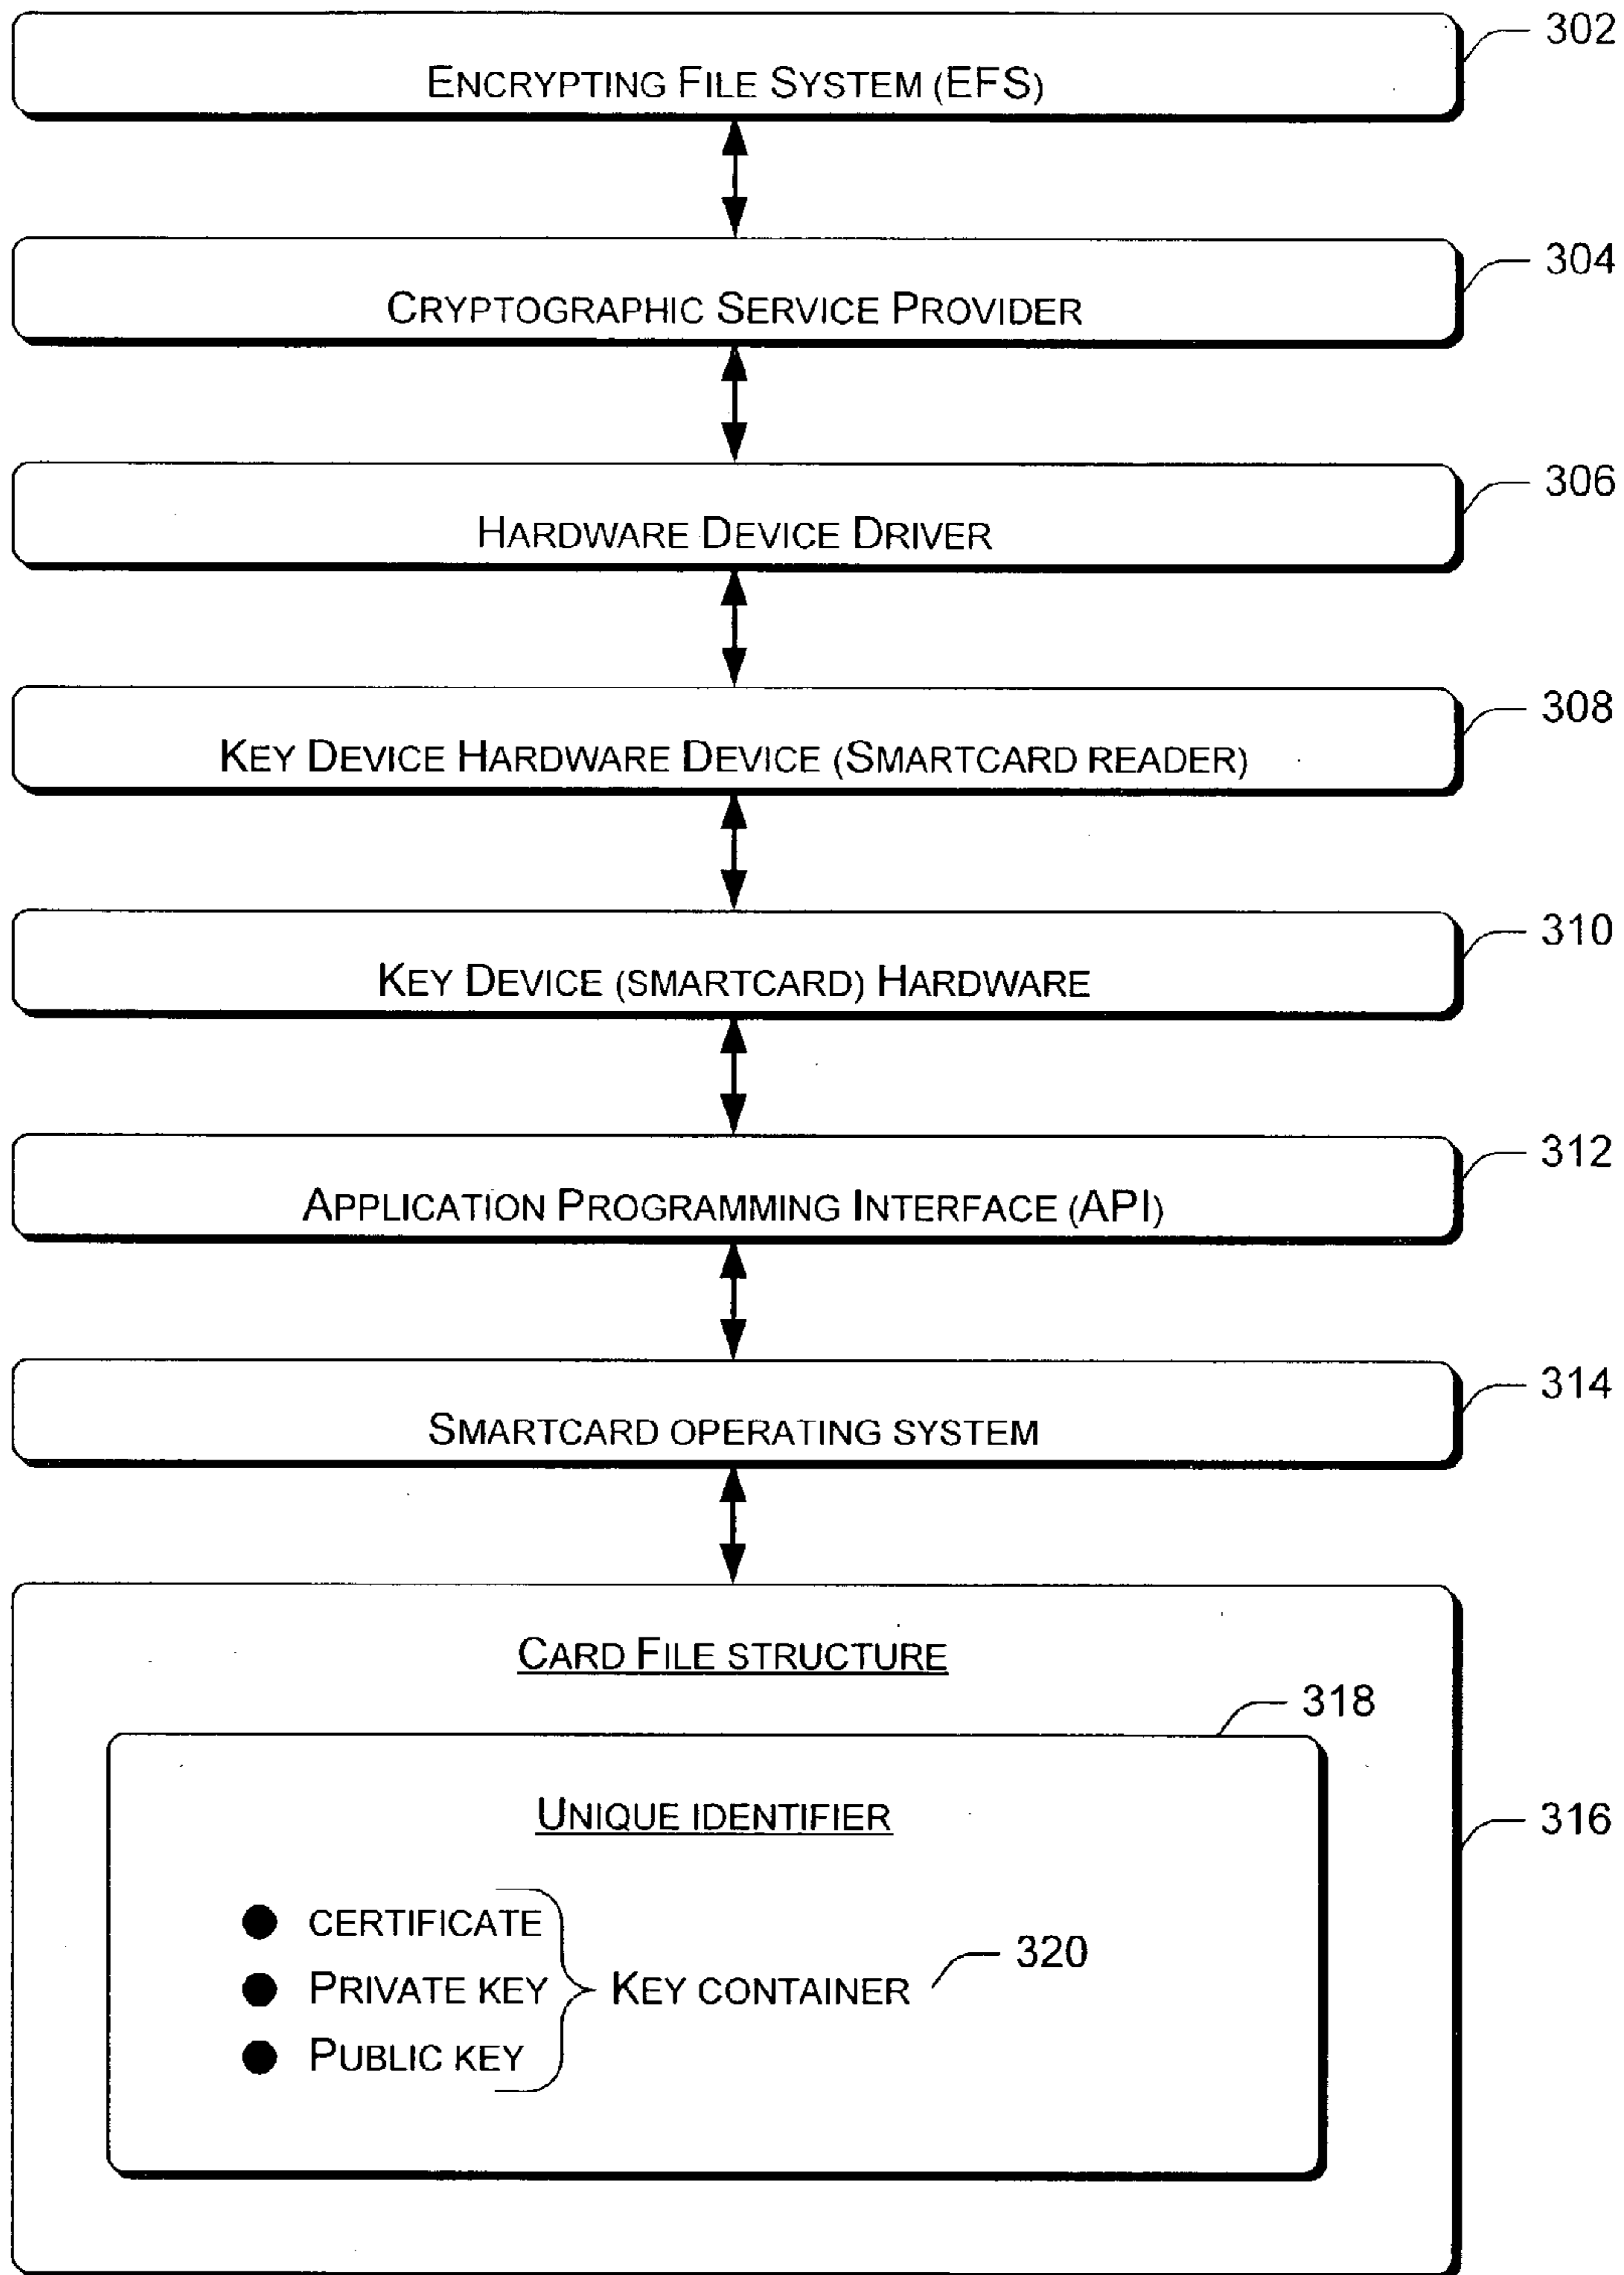 302
ENCRYPTING FILE SYSTEM (EFS)
304
CRYPTOGRAPHIC SERVICE PROVIDER
306
HARDWARE DEVICE DRIVER
308
KEY DEVICE HARDWARE DEVICE (SMARTCARD READER)
310
KEY DEVICE (SMARTCARD) HARDWARE
312
APPLICATION PROGRAMMING INTERFACE (API)
314
SMARTCARD OPERATING SYSTEM
CARD FILE STRUCTURE
318
UNIQUE IDENTIFIER
316
CERTIFICATE
320
PRIVATE KEY
KEY CONTAINER
PUBLIC KEY